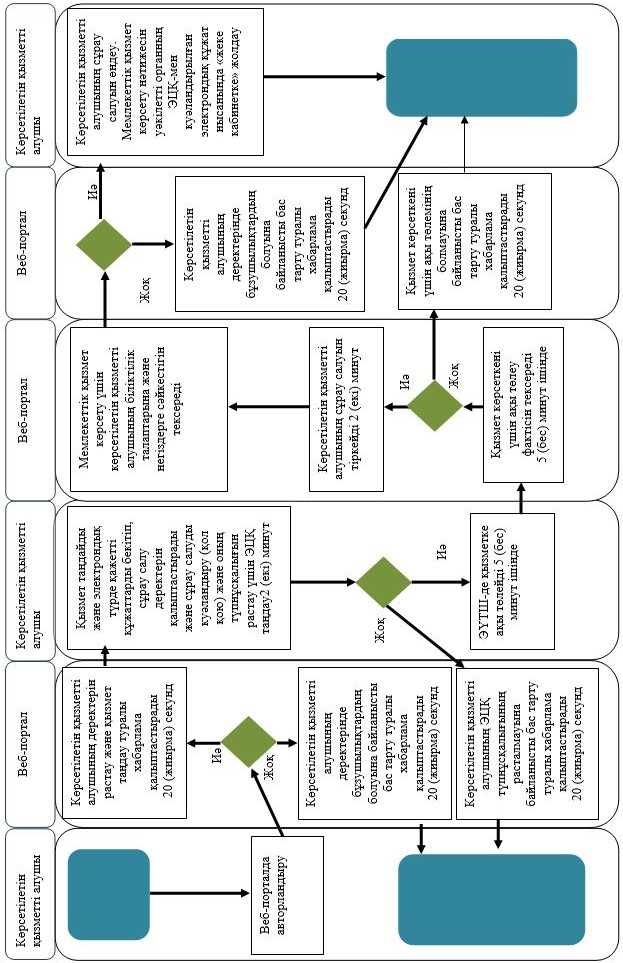 Көрсетілетін
қызметті алушы
Веб-портал
Көрсетілетін қызметті
алушы
Веб-портал
Веб-портал
Көрсетілетін қызметті
алушы
Веб-порталда
авторландыру
Көрсетілетін қызметті
алушының деректерін
растау және қызмет
таңдау туралы
хабарлама
қалыптастырады
20 (жиырма) секунд
Иә
Жоқ
Көрсетілетін қызметті
алушының
деректерінде
бұзушылықтардың
болуына байланысты
бас тарту туралы
хабарлама
қалыптастырады
20 (жиырма) секунд
Көрсетілетін қызметті
алушының ЭЦҚ
түпнұсқалығының
расталмауына
байланысты бас тарту
туралы хабарлама
қалыптастырады
20 (жиырма) секунд
Қызмет таңдайды
және электрондық
түрде қажетті
құжаттарды бекітіп,
сұрау салу
деректерін
қалыптастырады
және сұрау салуды
куәландыру (қол
қою) және оның
түпнұсқалығын
растау үшін ЭЦҚ
таңдау2 (екі) минут
Жоқ
Иә
ЭҮТШ-де қызметке
ақы төлейді 5 (бес)
минут ішінде
Мемлекеттік қызмет
көрсету үшін
көрсетілетін қызметті
алушының біліктілік
талаптарына және
негіздерге сәйкестігін
тексереді
Көрсетілетін қызметті
алушының сұрау салуын
тіркейді 2 (екі) минут
Иә
Жоқ
Қызмет көрсеткені
үшін ақы төлеу
фактісін тексереді
5 (бес) минут ішінде
Иә
Жоқ
Көрсетілетін
қызметті
алушының
деректерінде
бұзушылықтардың
болуына
байланысты бас
тарту туралы
хабарлама
қалыптастырады
20 (жиырма) секунд
Қызмет көрсеткені
үшін ақы төлемінің
болмауына
байланысты бас
тарту туралы
хабарлама
қалыптастырады
20 (жиырма) секунд
Көрсетілетін қызметті
алушының сұрау
салуын өңдеу.
Мемлекеттік қызмет
көрсету нәтижесін
уәкілетті органның
ЭЦҚ-мен
куәландырылған
электрондық құжат
нысанында «жеке
кабинетке» жолдау